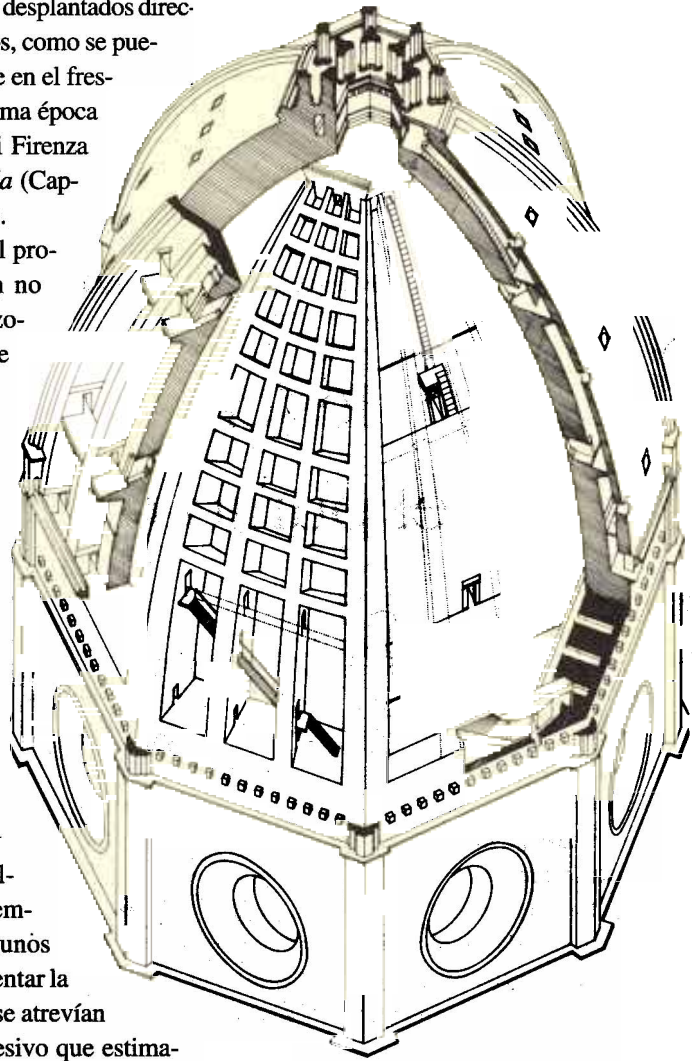 desplantados direc-
s, como se pue-
e en el fres-
ma época
i Firenza
a (Cap-
.
l pro-
no
zo-
e
l-
em-
unos
entar la
se atrevían
esivo que estima-